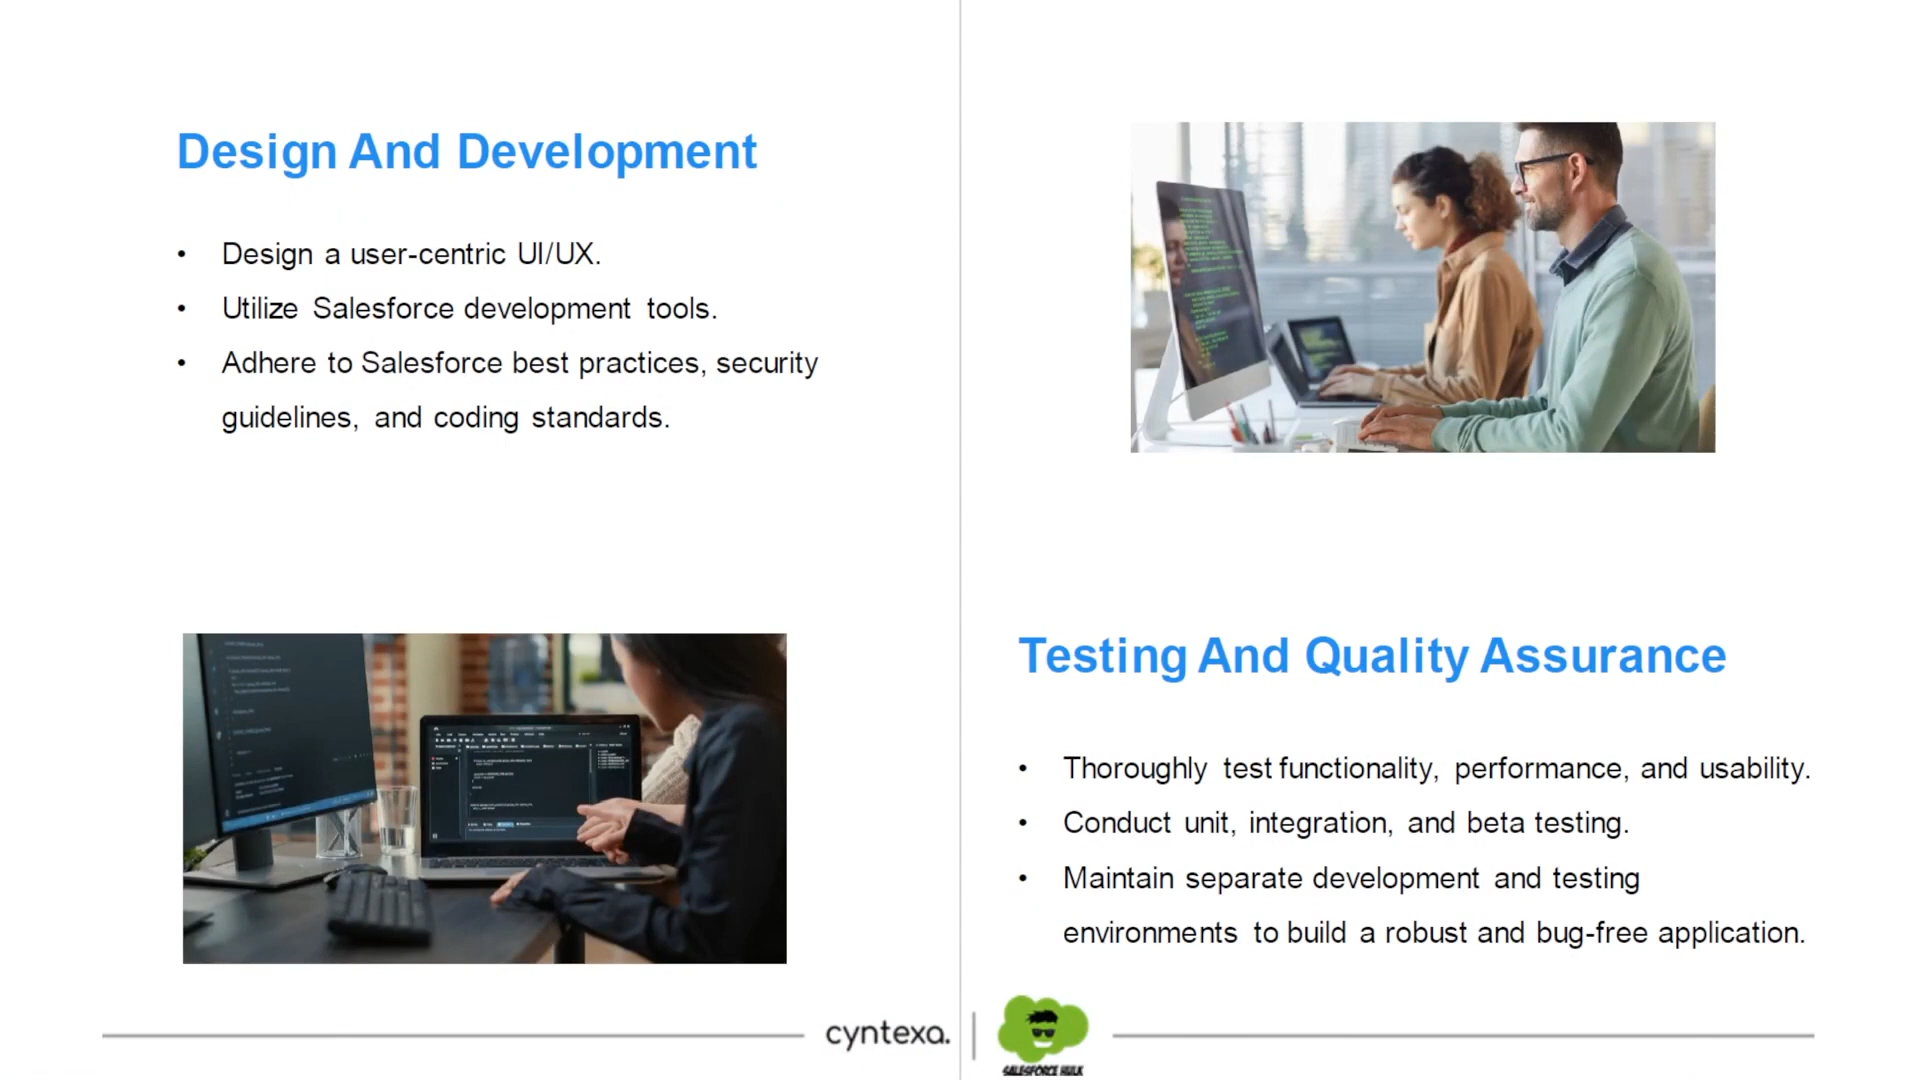 Design And Development
• Design a user-centric UI/UX.
• Utilize Salesforce development tools.
• Adhere to Salesforce best practices, security
guidelines, and coding standards.
Testing And Quality Assurance
• Thoroughly test functionality, performance, and usability.
• Conduct unit, integration, and beta testing.
• Maintain separate development and testing
environments to build a robust and bug-free application.
cyntexa.
SALESFORCE HULK